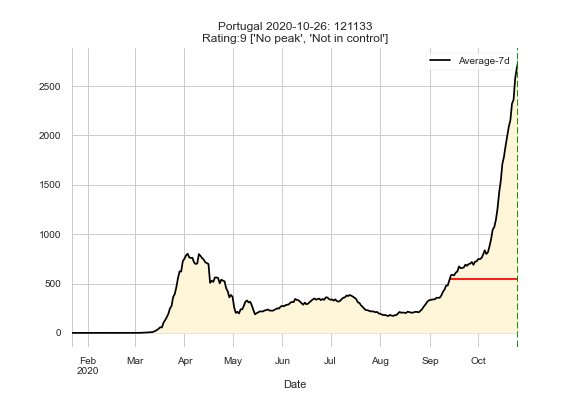 Portugal 2020-10-26: 121133
Rating:9 ['No peak', 'Not in control']
Average-7d
2500
2000
1500
1000
500
0
Feb Mar Apr May Jun Jul Aug Sep Oct
2020
Date